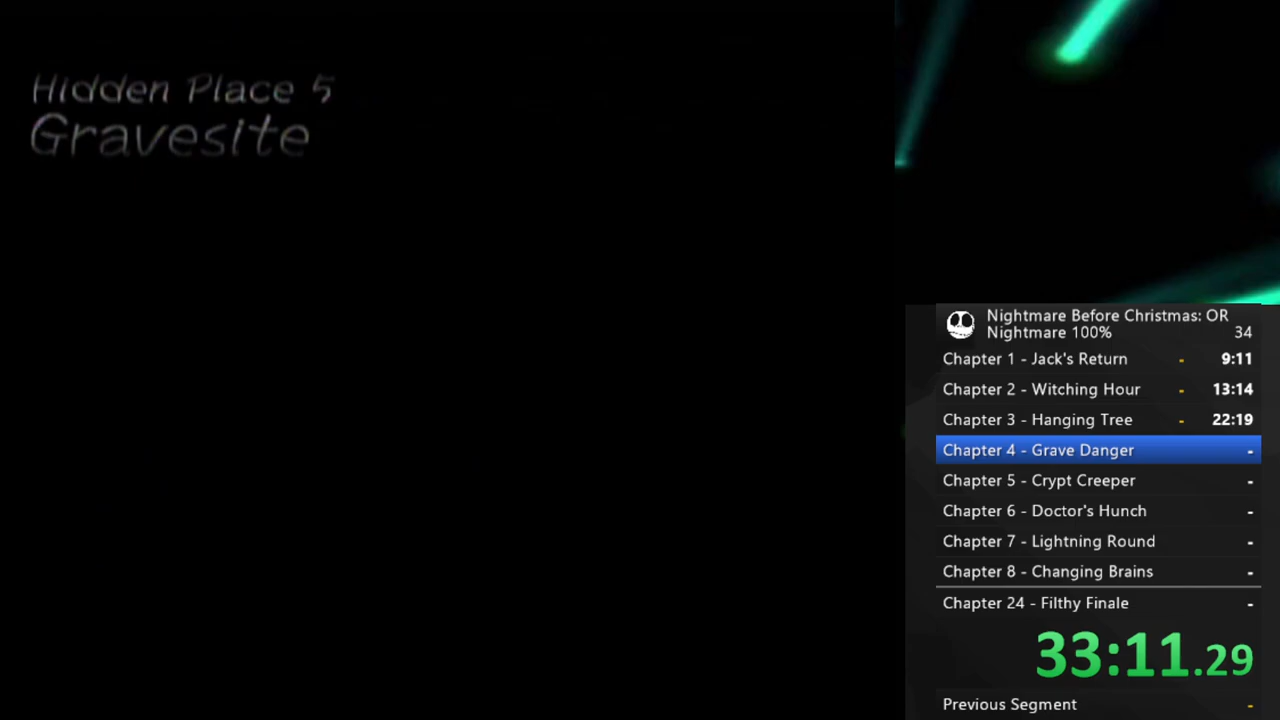 Hidden Place 5
Gravesite
Nightmare Before Christmas: OR
Nightmare 100% 34
Chapter 1 - Jack's Return - 9:11
Chapter 2 - Witching Hour - 13:14
Chapter 3 - Hanging Tree - 22:19
Chapter 4 - Grave Danger -
Chapter 5 - Crypt Creeper -
Chapter 6 - Doctor's Hunch -
Chapter 7 - Lightning Round -
Chapter 8 - Changing Brains -
Chapter 24 - Filthy Finale -
33:11.29
Previous Segment -